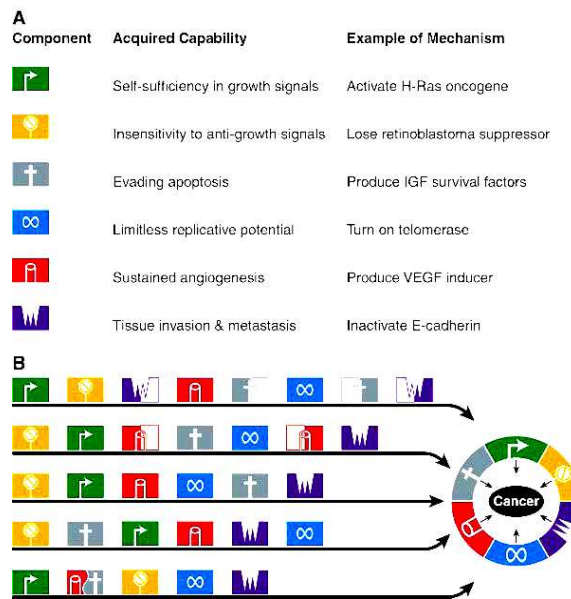 A
Component Acquired Capability Example of Mechanism
Self-sufficiency in growth signals Activate H-Ras oncogene
Insensitivity to anti-growth signals Lose retinoblastoma suppressor
Evading apoptosis Produce IGF survival factors
Limitless replicative potential Turn on telomerase
Sustained angiogenesis Produce VEGF inducer
Tissue invasion & metastasis Inactivate E-cadherin
B
Cancer